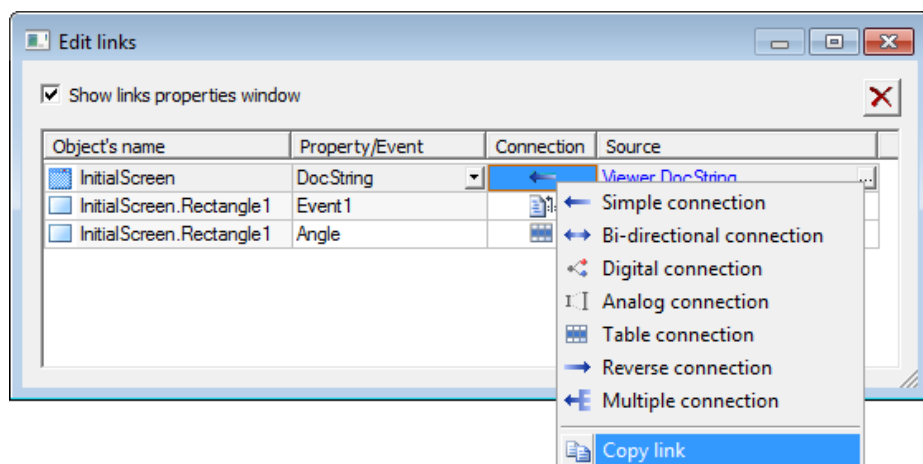 Edit links
Show links properties window
Object's name Property/Event Connection Source
InitialScreen DocString Viewer.DocString ...
InitialScreen.Rectangle1 Event1
InitialScreen.Rectangle1 Angle
Simple connection
Bi-directional connection
Digital connection
Analog connection
Table connection
Reverse connection
Multiple connection
Copy link